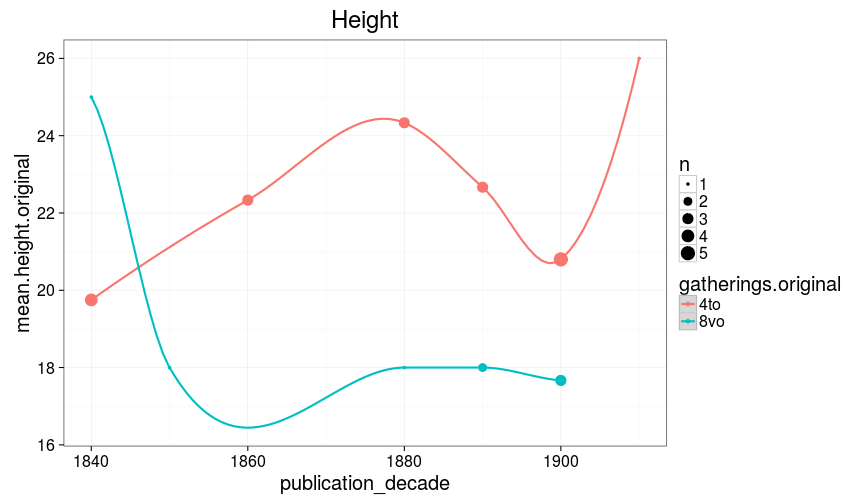 Height
mean.height.original
26
24
22
20
18
16
1840
1860
1880
1900
publication_decade
n
1
2
3
4
5
gatherings.original
4to
8vo